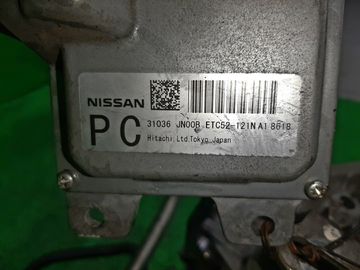 NISSAN
PC 31036 JN00B ETC52-121N A1 8618
Hitachi, Ltd. Tokyo, Japan